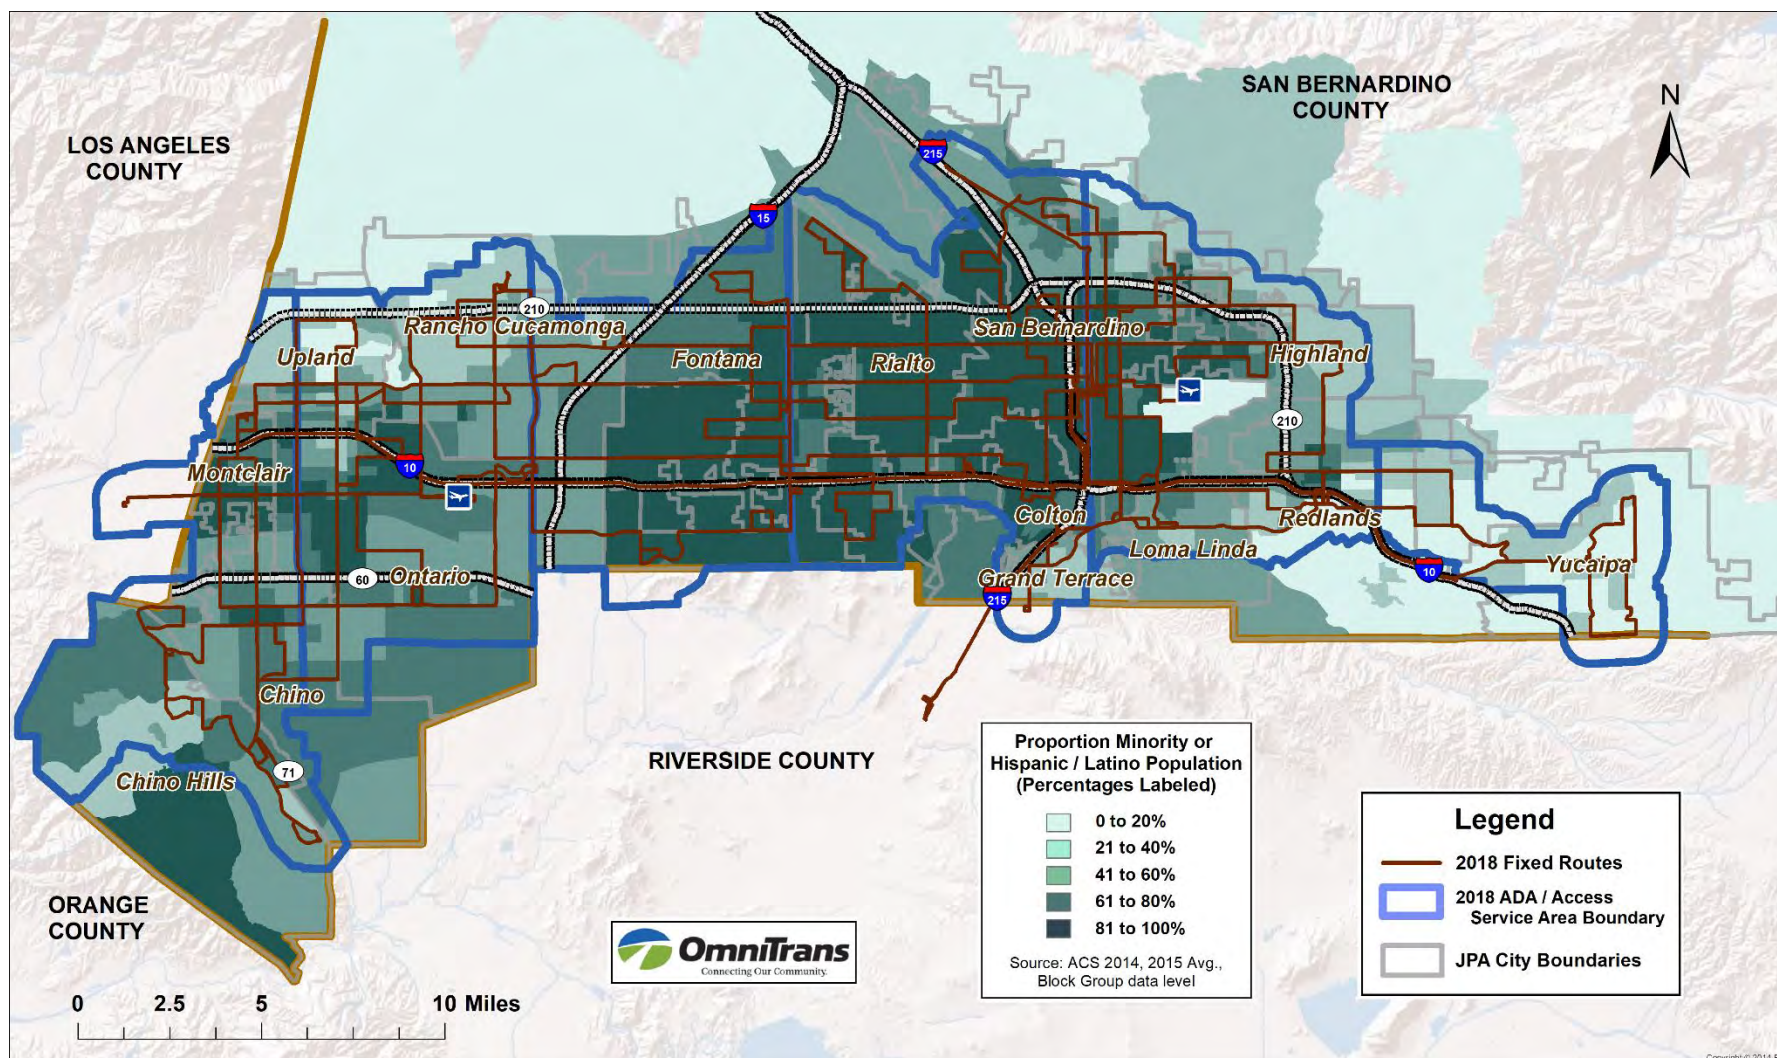 SAN BERNARDINO
COUNTY
N
LOS ANGELES
COUNTY
215
15
210
Rancho Cucamonga
San Bernardino
Upland
Fontana
Rialto
Highland
210
10
Montclair
Colton
Redlands
Loma Linda
60
Ontario
Grand Terrace
10
Yucaipa
215
Chino
RIVERSIDE COUNTY
71
Chino Hills
ORANGE
COUNTY
OmniTrans
Connecting Our Community.
0 2.5 5 10 Miles
Proportion Minority or
Hispanic / Latino Population
(Percentages Labeled)
0 to 20%
21 to 40%
41 to 60%
61 to 80%
81 to 100%
Source: ACS 2014, 2015 Avg.,
Block Group data level
Legend
2018 Fixed Routes
2018 ADA / Access
Service Area Boundary
JPA City Boundaries
Copyright:© 2014